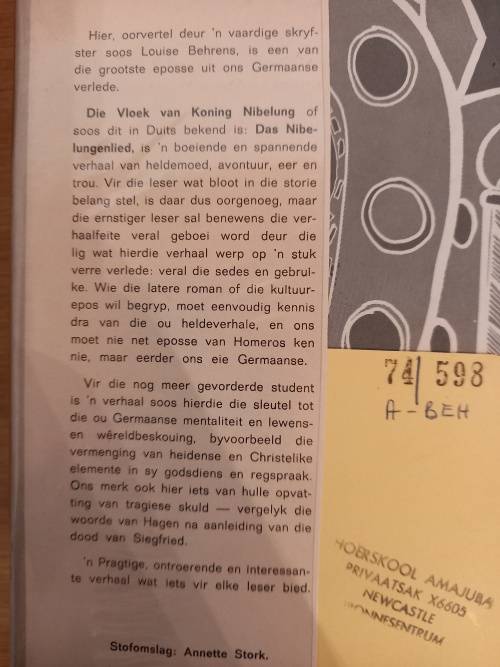 Hier, oorvertel deur 'n vaardige skryf-
ster soos Louise Behrens, is een van
die grootste eposse uit ons Germaanse
verlede.
Die Vloek van Koning Nibelung of
soos dit in Duits bekend is: Das Nibe-
lungenlied, is 'n boeiende en spannende
verhaal van heldemoed, avontuur, eer en
trou. Vir die leser wat bloot in die storie
belang stel, is daar dus oorgenoeg, maar
die ernstiger leser sal benewens die ver-
haalfeite veral geboei word deur die
lig wat hierdie verhaal werp op 'n stuk
verre verlede: veral die sedes en gebrui-
ke. Wie die latere roman of die kultuur-
epos wil begryp, moet eenvoudig kennis
dra van die ou heldeverhale, en ons
moet nie net eposse van Homeros ken
nie, maar eerder ons eie Germaanse.
Vir die nog meer gevorderde student
is 'n verhaal soos hierdie die sleutel tot
die ou Germaanse mentaliteit en lewens-
en wêreldbeskouing, byvoorbeeld die
vermenging van heidense en Christelike
elemente in sy godsdiens en regspraak.
Ons merk ook hier iets van hulle opvat-
ting van tragiese skuld — vergelyk die
woorde van Hagen na aanleiding van die
dood van Siegfried.
'n Pragtige, ontroerende en interessan-
te verhaal wat iets vir elke leser bied.
Stofomslag: Annette Stork.
74 598
A - BEH
HOERSKOOL AMAJUBA
PRIVAATSAK X6605
NEWCASTLE
BRONNESENTRUM